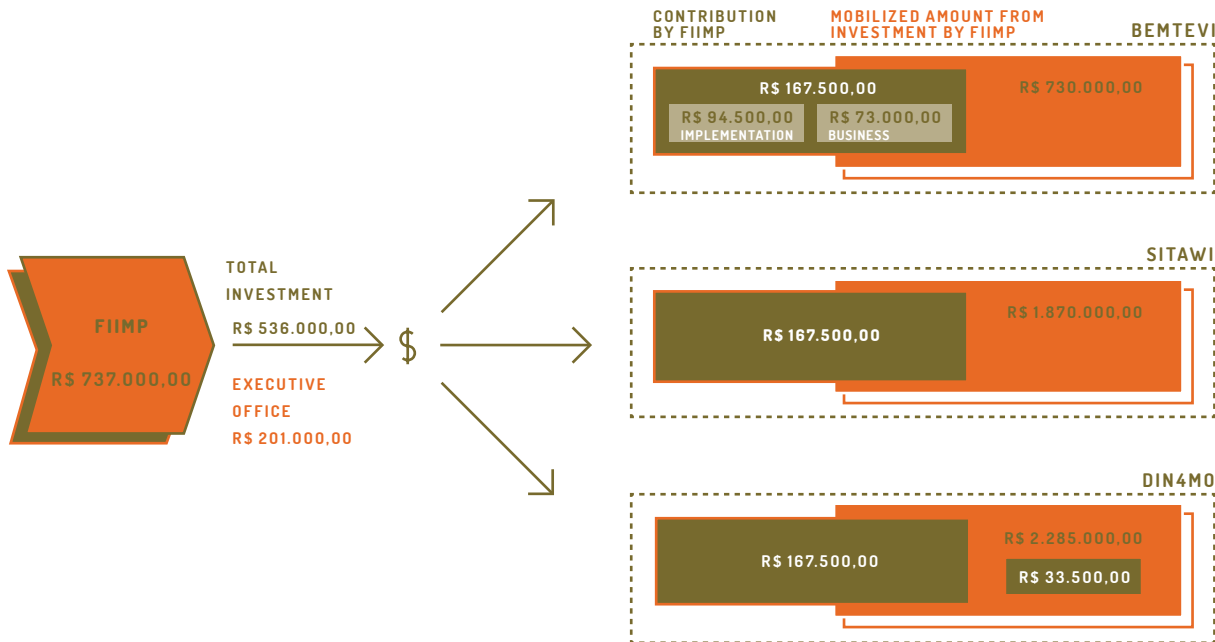 FIIMP
R$ 737.000,00
TOTAL
INVESTMENT
R$ 536.000,00
EXECUTIVE
OFFICE
R$ 201.000,00
$
CONTRIBUTION
BY FIIMP
MOBILIZED AMOUNT FROM
INVESTMENT BY FIIMP
BEMTEVI
R$ 167.500,00
R$ 94.500,00
IMPLEMENTATION
R$ 73.000,00
BUSINESS
R$ 730.000,00
SITAWI
R$ 167.500,00
R$ 1.870.000,00
DIN4MO
R$ 167.500,00
R$ 2.285.000,00
R$ 33.500,00